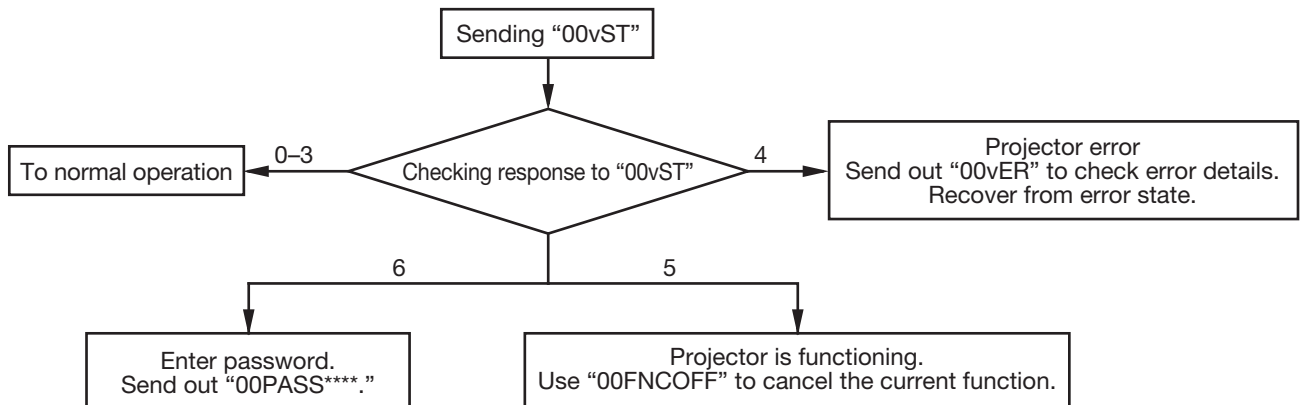 Sending “00vST”
To normal operation
0–3
Checking response to “00vST”
4
Projector error
Send out “00vER” to check error details.
Recover from error state.
6
5
Enter password.
Send out “00PASS****.”
Projector is functioning.
Use “00FNCOFF” to cancel the current function.